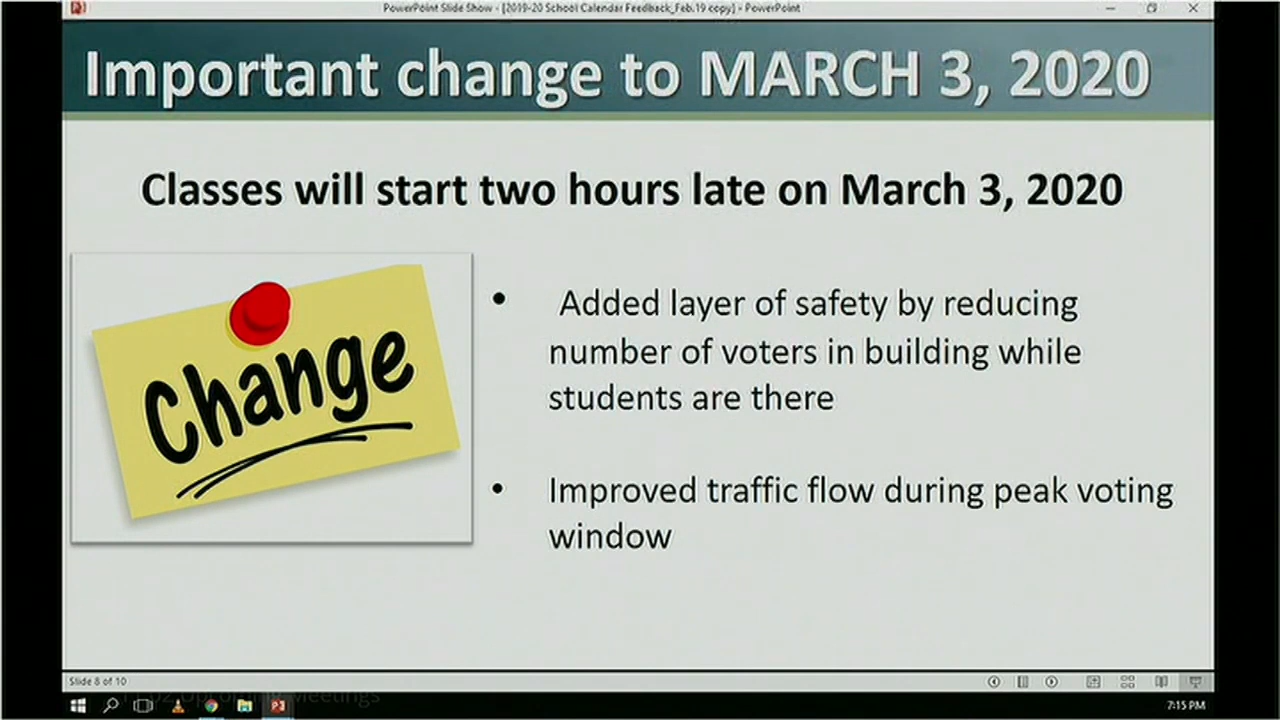 PowerPoint Slide Show - [2019-20 School Calendar Feedback_Feb.19 copy] - PowerPoint
Important change to MARCH 3, 2020
Classes will start two hours late on March 3, 2020
Change
• Added layer of safety by reducing
number of voters in building while
students are there
• Improved traffic flow during peak voting
window
Slide 8 of 10
Upcoming Meetings
7:15 PM